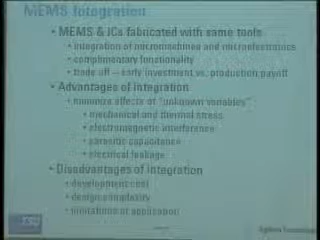 MEMS Integration
• MEMS & ICs fabricated with same tools
• integration of micromachines and microelectronics
• complimentary functionality
• trade off – early investment vs. production payoff
• Advantages of integration
• minimize affects of "unknown variables"
• mechanical and thermal stress
• electromagnetic interference
• parasitic capacitance
• electrical leakage
• Disadvantages of integration
• development cost
• design complexity
• limitations of application